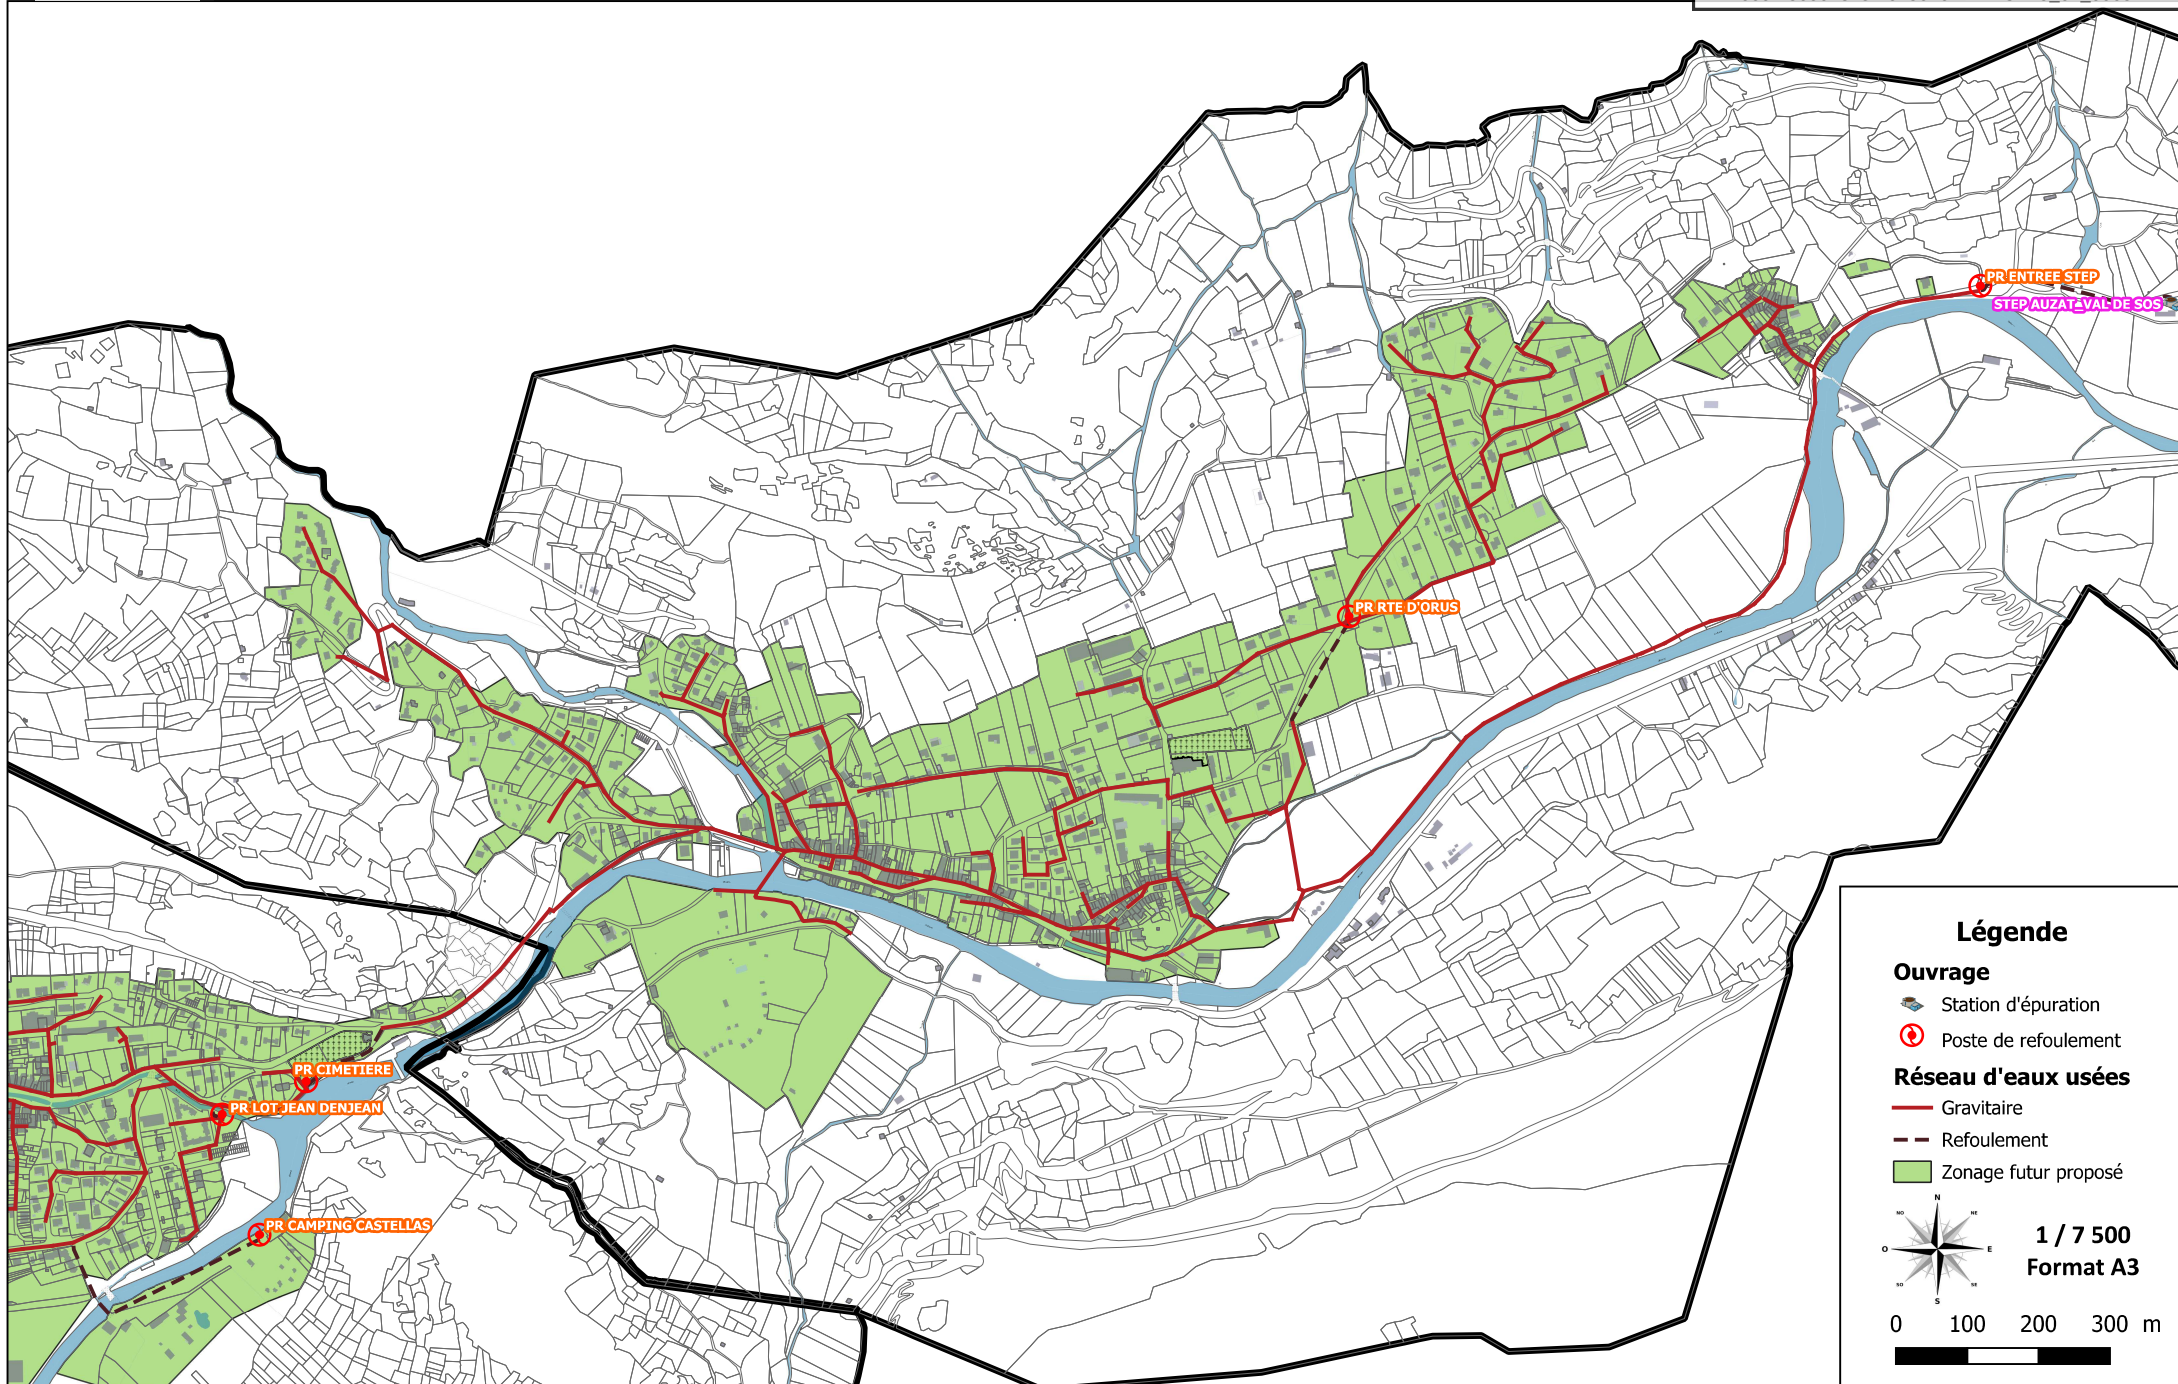 PR ENTREE STEP
STEP AUZAT_VAL DE SOS
PR RTE D'ORUS
PR CIMETIERE
PR LOT JEAN DENJEAN
PR CAMPING CASTELLAS
Légende
Ouvrage
Station d'épuration
Poste de refoulement
Réseau d'eaux usées
Gravitaire
Refoulement
Zonage futur proposé
N
NO NE
O E
SO SE
S
1 / 7 500
Format A3
0 100 200 300 m